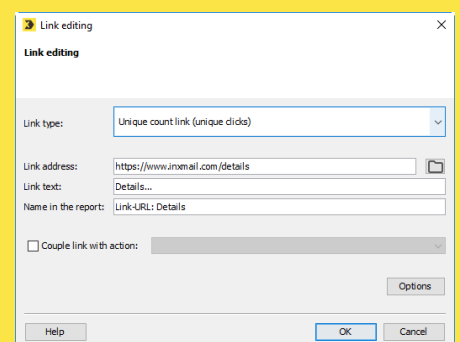 Link editing
Link editing
Link type: Unique count link (unique clicks)
Link address: https://www.inxmail.com/details
Link text: Details...
Name in the report: Link-URL: Details
Couple link with action:
Options
Help OK Cancel